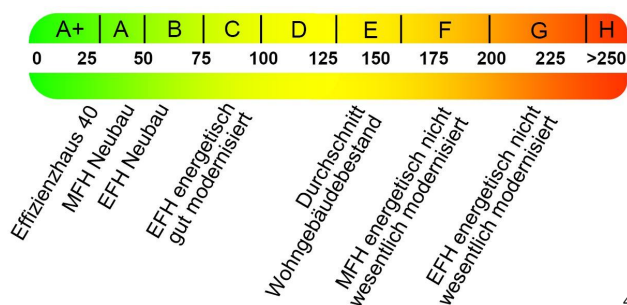 A+ A B C D E F G H
0 25 50 75 100 125 150 175 200 225 >250
Effizienzhaus 40
MFH Neubau
EFH Neubau
EFH energetisch
gut modernisiert
Durchschnitt
Wohngebäudebestand
MFH energetisch nicht
wesentlich modernisiert
EFH energetisch nicht
wesentlich modernisiert